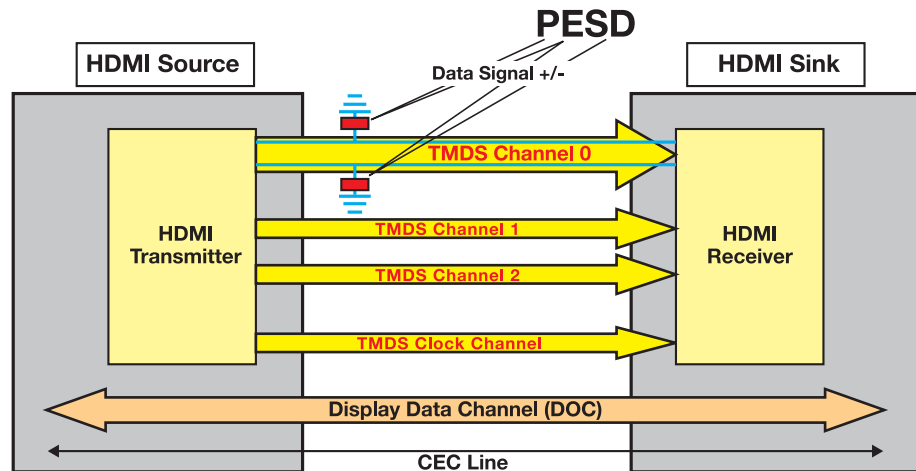 PESD
HDMI Source
Data Signal +/-
HDMI Sink
TMDS Channel 0
HDMI
Transmitter
TMDS Channel 1
TMDS Channel 2
HDMI
Receiver
TMDS Clock Channel
Display Data Channel (DOC)
CEC Line